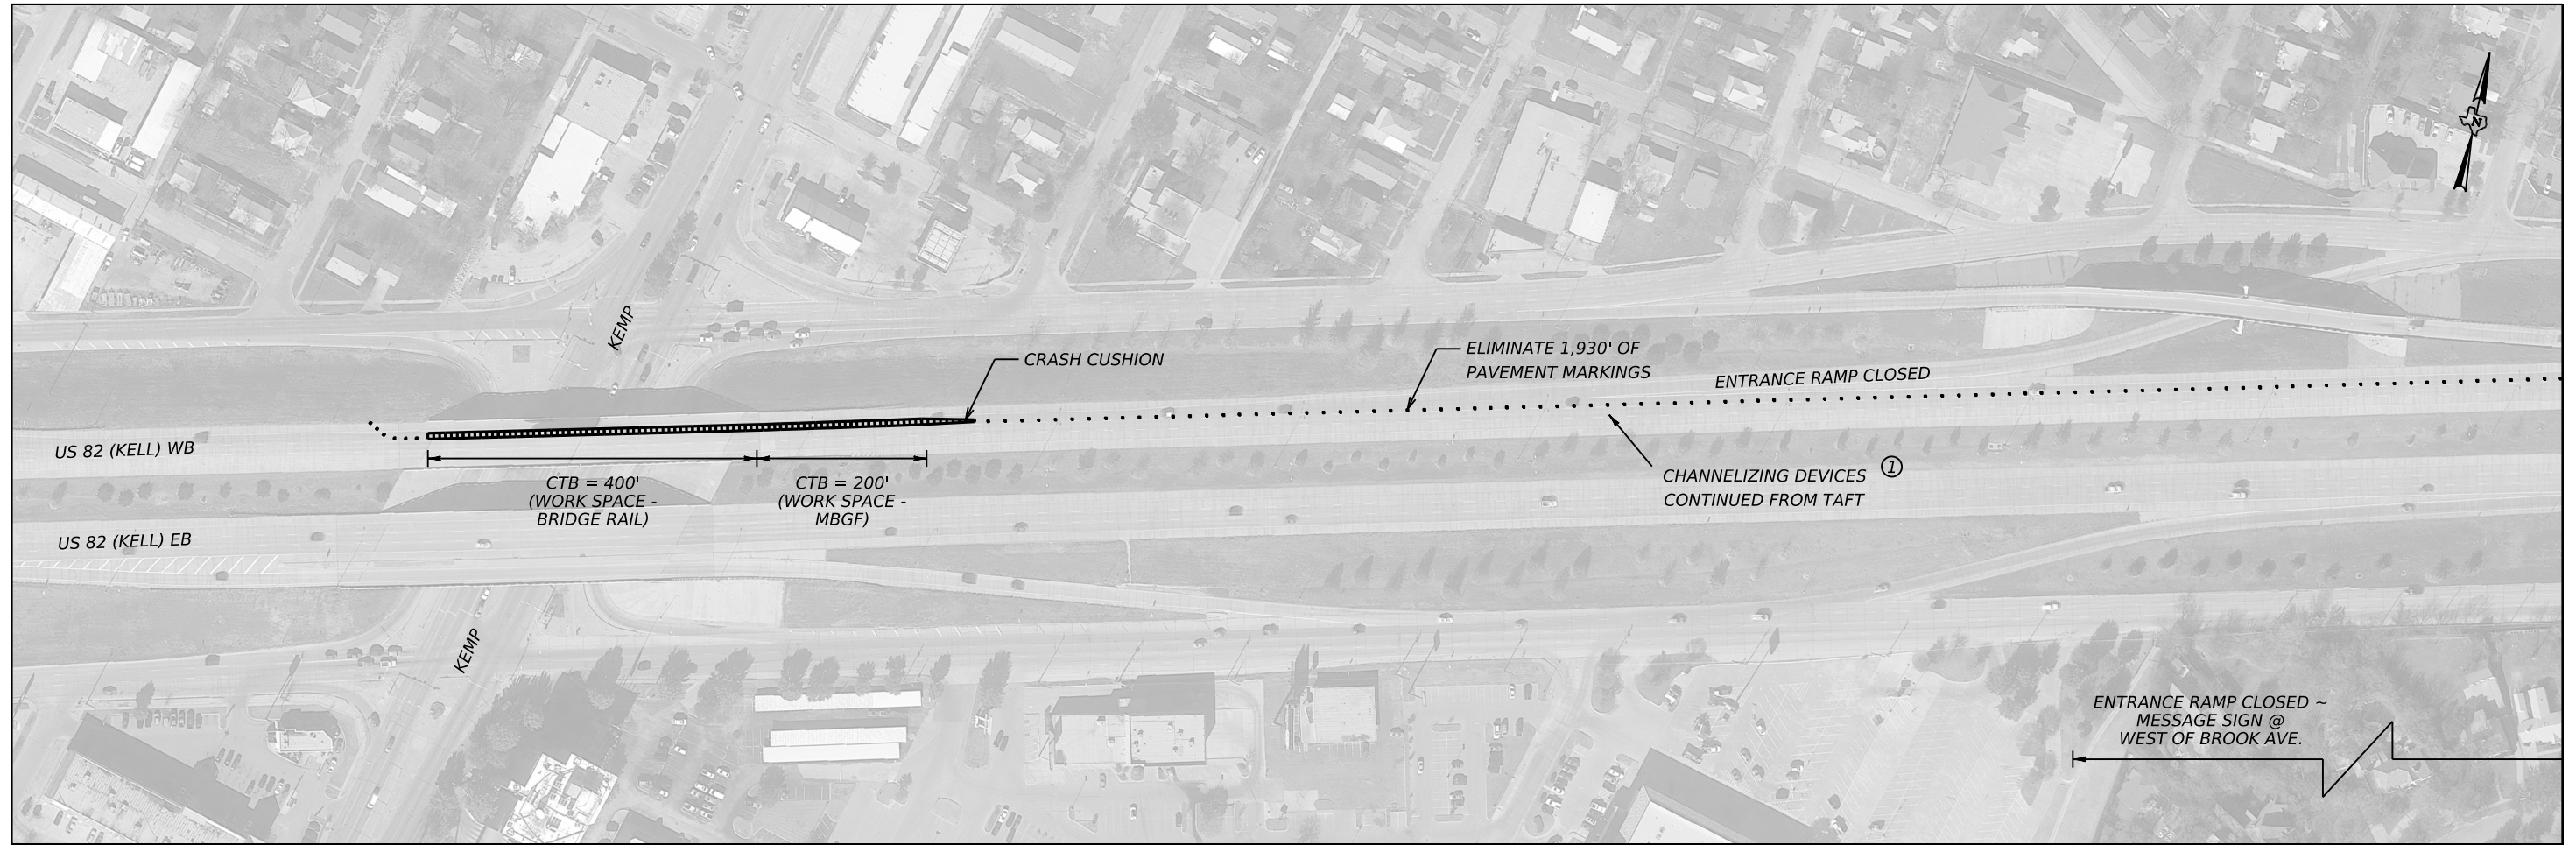 N
KEMP
CRASH CUSHION
ELIMINATE 1,930' OF
PAVEMENT MARKINGS
ENTRANCE RAMP CLOSED
US 82 (KELL) WB
CTB = 400'
(WORK SPACE -
BRIDGE RAIL)
CTB = 200'
(WORK SPACE -
MBGF)
CHANNELIZING DEVICES 1
CONTINUED FROM TAFT
US 82 (KELL) EB
KEMP
ENTRANCE RAMP CLOSED ~
MESSAGE SIGN @
WEST OF BROOK AVE.